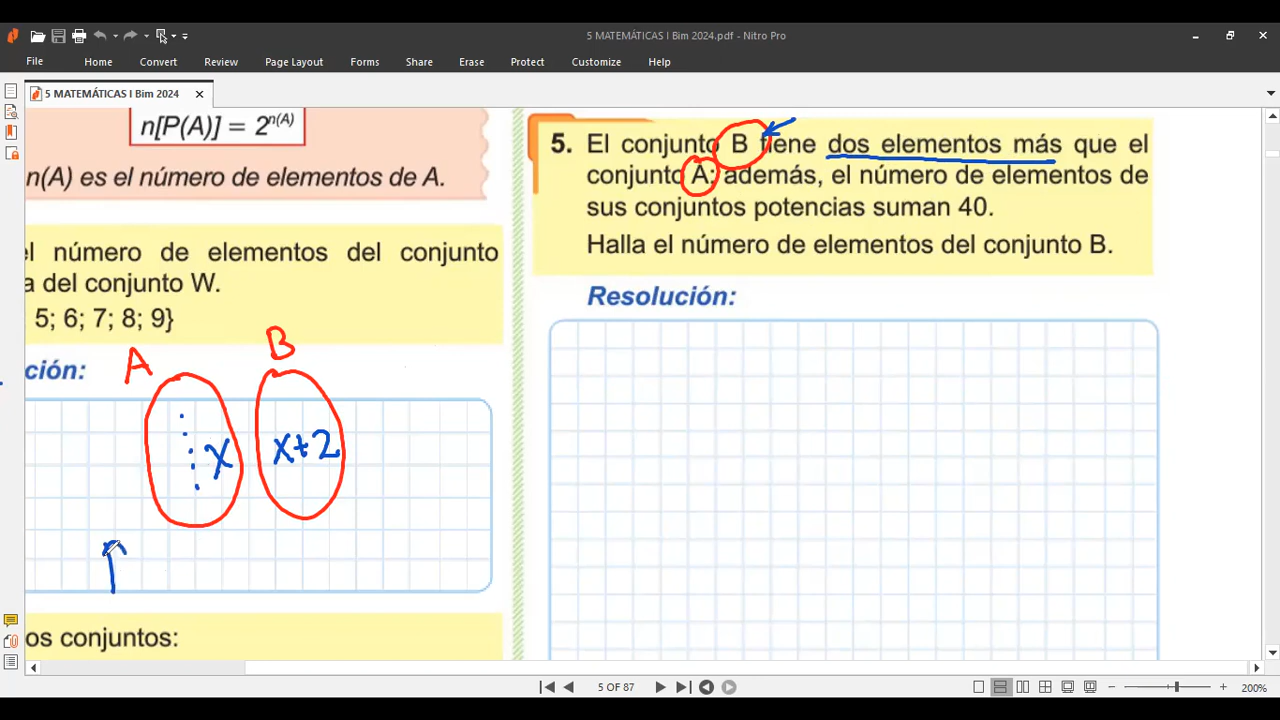 5 MATEMÁTICAS I Bim 2024.pdf - Nitro Pro
File Home Convert Review Page Layout Forms Share Erase Protect Customize Help
5 MATEMÁTICAS I Bim 2024
n[P(A)] = 2^n(A)
n(A) es el número de elementos de A.
el número de elementos del conjunto
a del conjunto W.
5; 6; 7; 8; 9}
ción:
A B
x x+2
os conjuntos:
5. El conjunto B tiene dos elementos más que el
conjunto A; además, el número de elementos de
sus conjuntos potencias suman 40.
Halla el número de elementos del conjunto B.
Resolución:
5 OF 87
200%